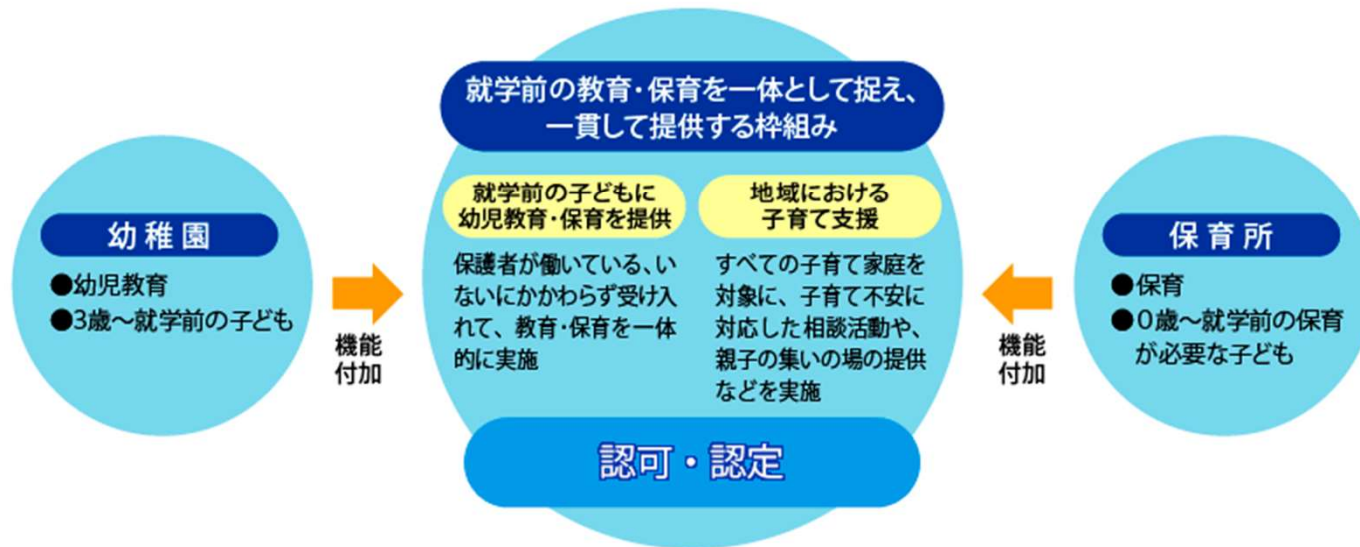 就学前の教育・保育を一体として捉え、
一貫して提供する枠組み
幼稚園
●幼児教育
●3歳〜就学前の子ども
機能
付加
就学前の子どもに
幼児教育・保育を提供
保護者が働いている、い
ないにかかわらず受け入
れて、教育・保育を一体
的に実施
地域における
子育て支援
すべての子育て家庭を
対象に、子育て不安に
対応した相談活動や、
親子の集いの場の提供
などを実施
認可・認定
機能
付加
保育所
●保育
●0歳〜就学前の保育
が必要な子ども